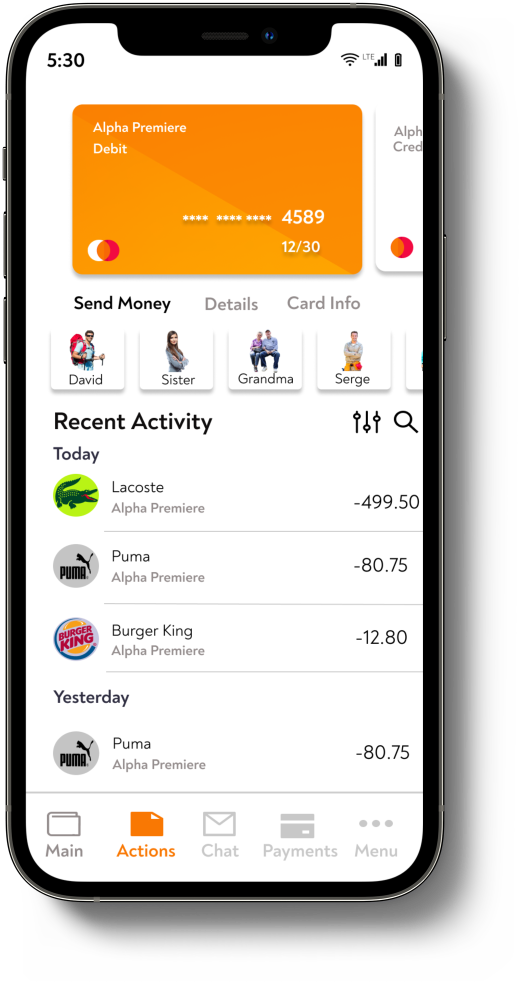 5:30
LTE
Alpha Premiere
Debit
**** **** **** 4589
12/30
Alph
Cred
Send Money Details Card Info
David Sister Grandma Serge
Recent Activity
Today
Lacoste
Alpha Premiere
-499.50
PUMA
Puma
Alpha Premiere
-80.75
BURGER
KING
Burger King
Alpha Premiere
-12.80
Yesterday
PUMA
Puma
Alpha Premiere
-80.75
Main Actions Chat Payments Menu